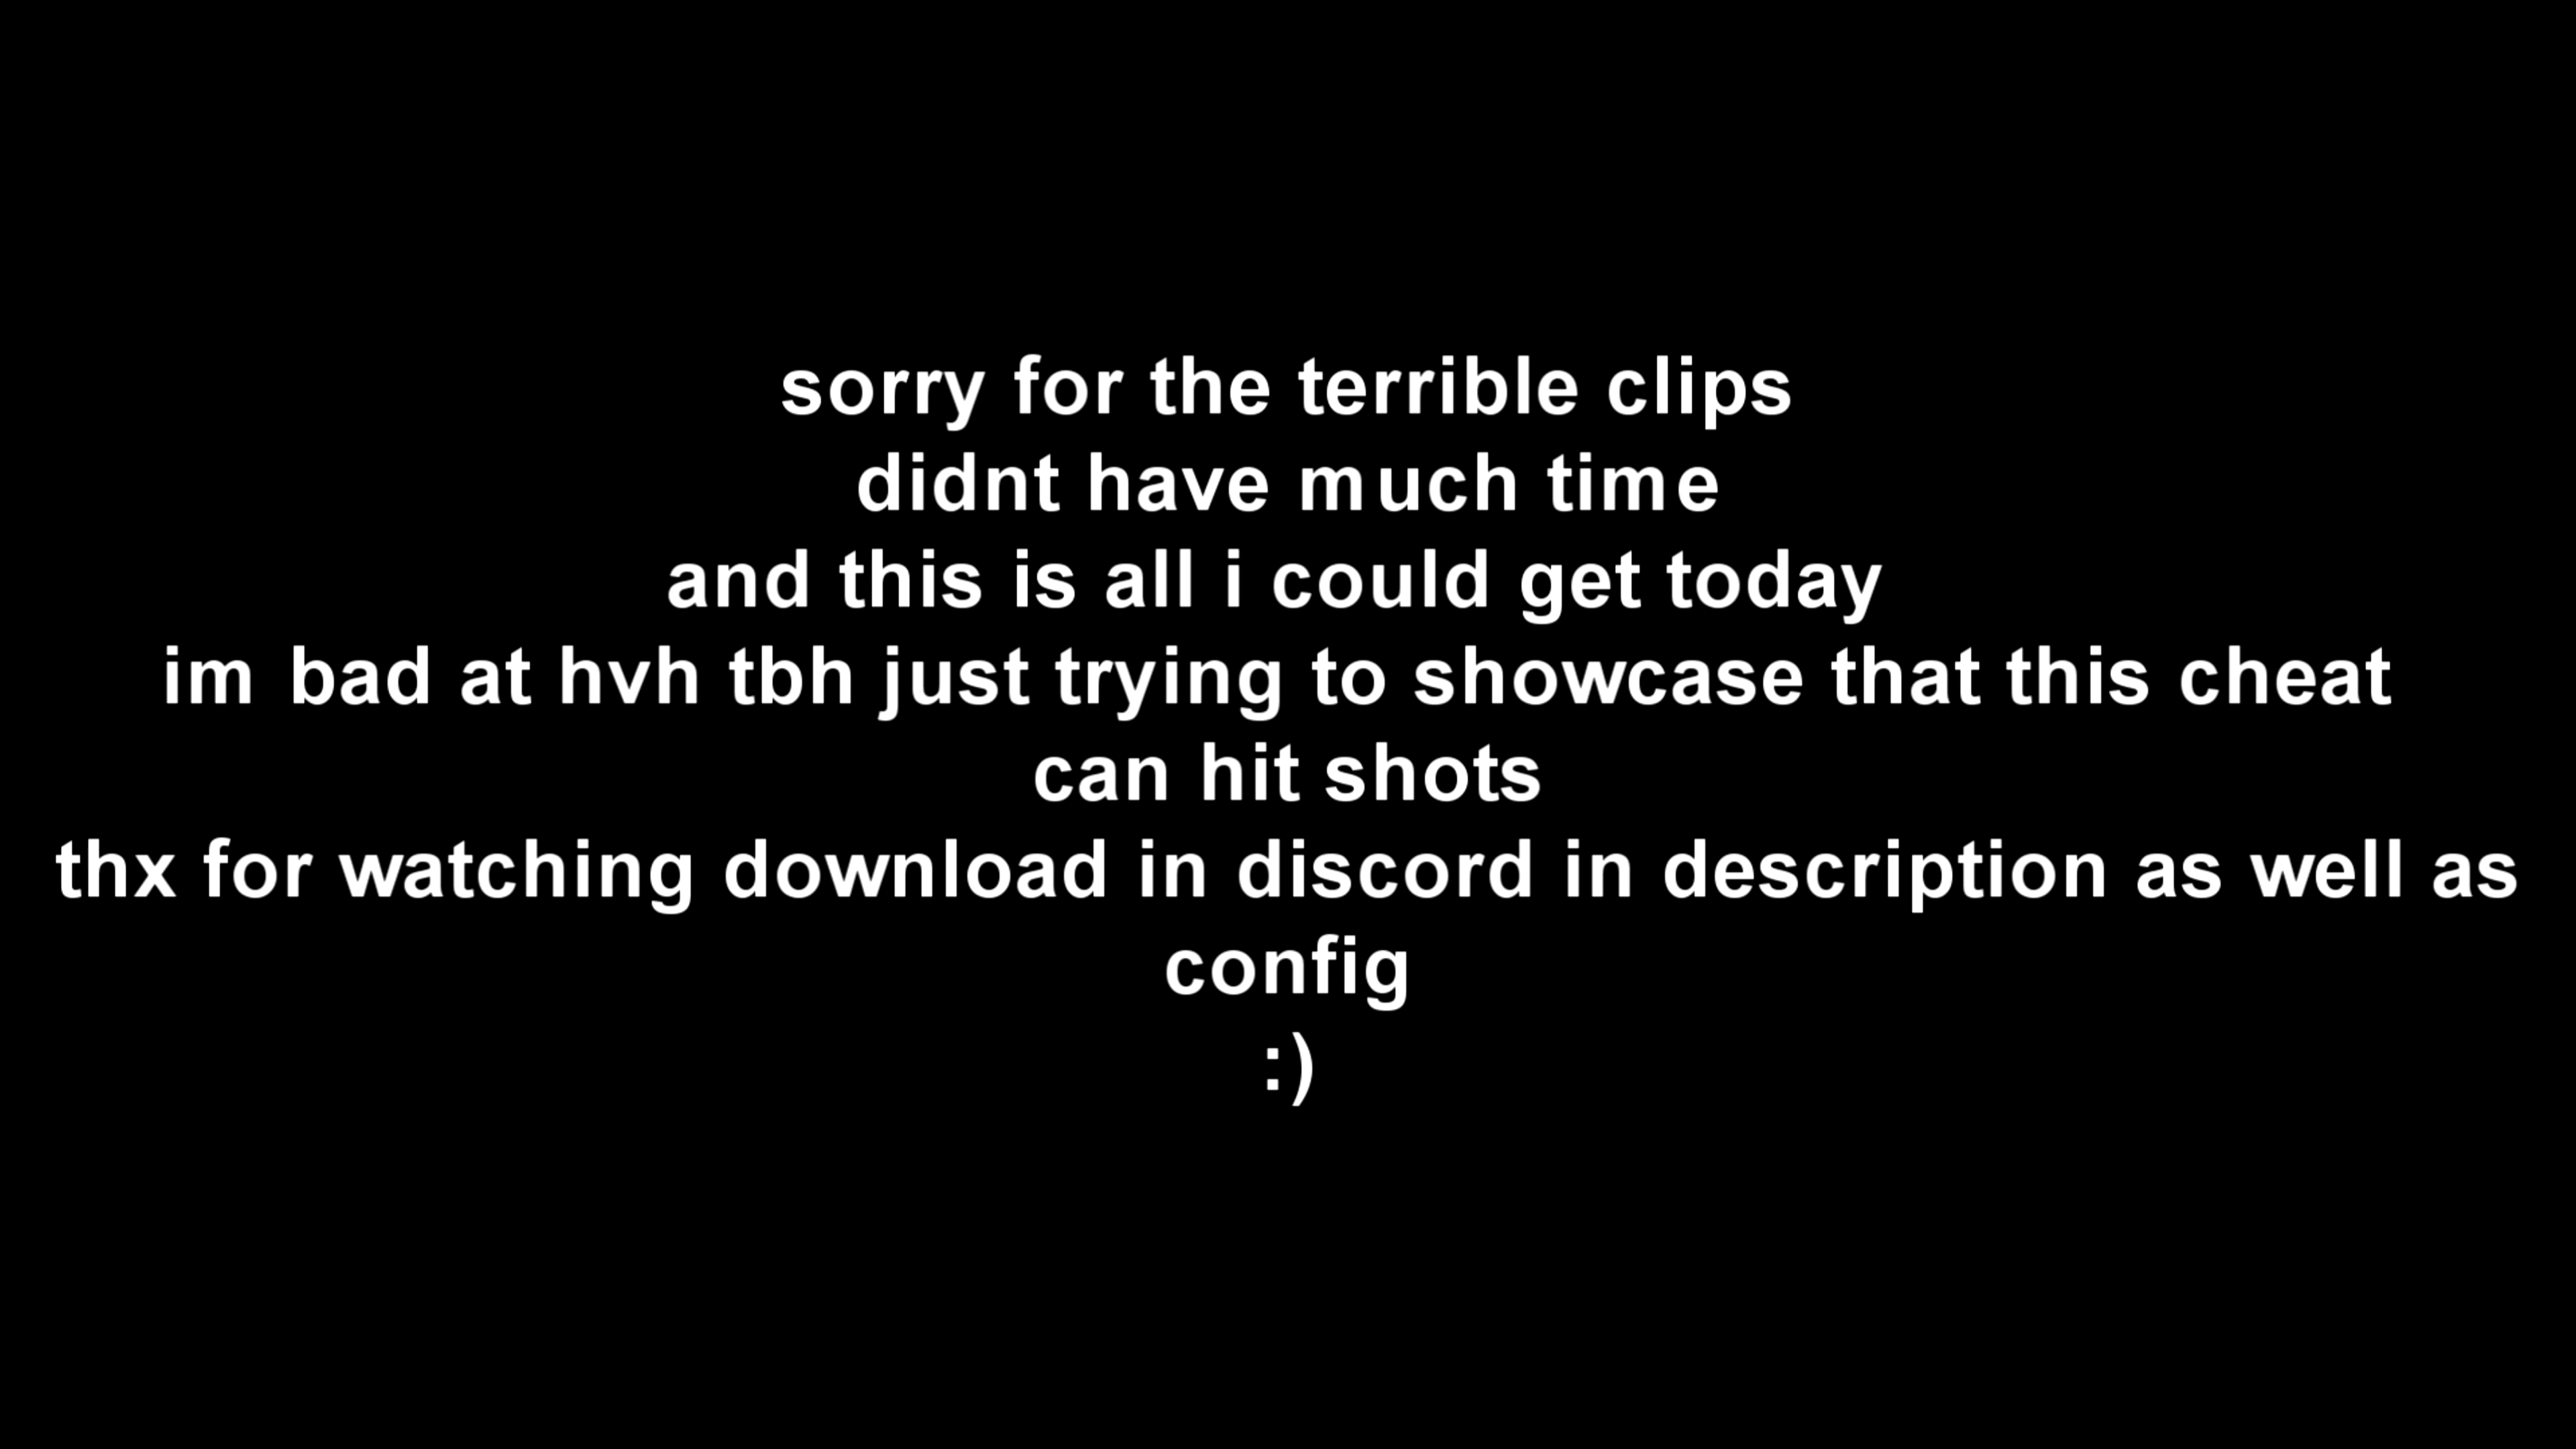 sorry for the terrible clips
didnt have much time
and this is all i could get today
im bad at hvh tbh just trying to showcase that this cheat
can hit shots
thx for watching download in discord in description as well as
config
:)